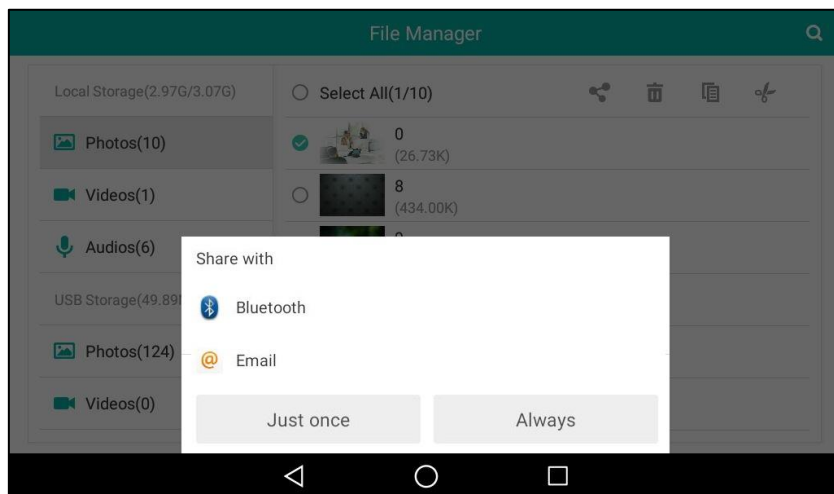 File Manager
Local Storage(2.97G/3.07G)
Select All(1/10)
Photos(10)
0
(26.73K)
Videos(1)
8
(434.00K)
Audios(6)
Share with
USB Storage(49.89
Bluetooth
Photos(124)
@ Email
Videos(0)
Just once
Always